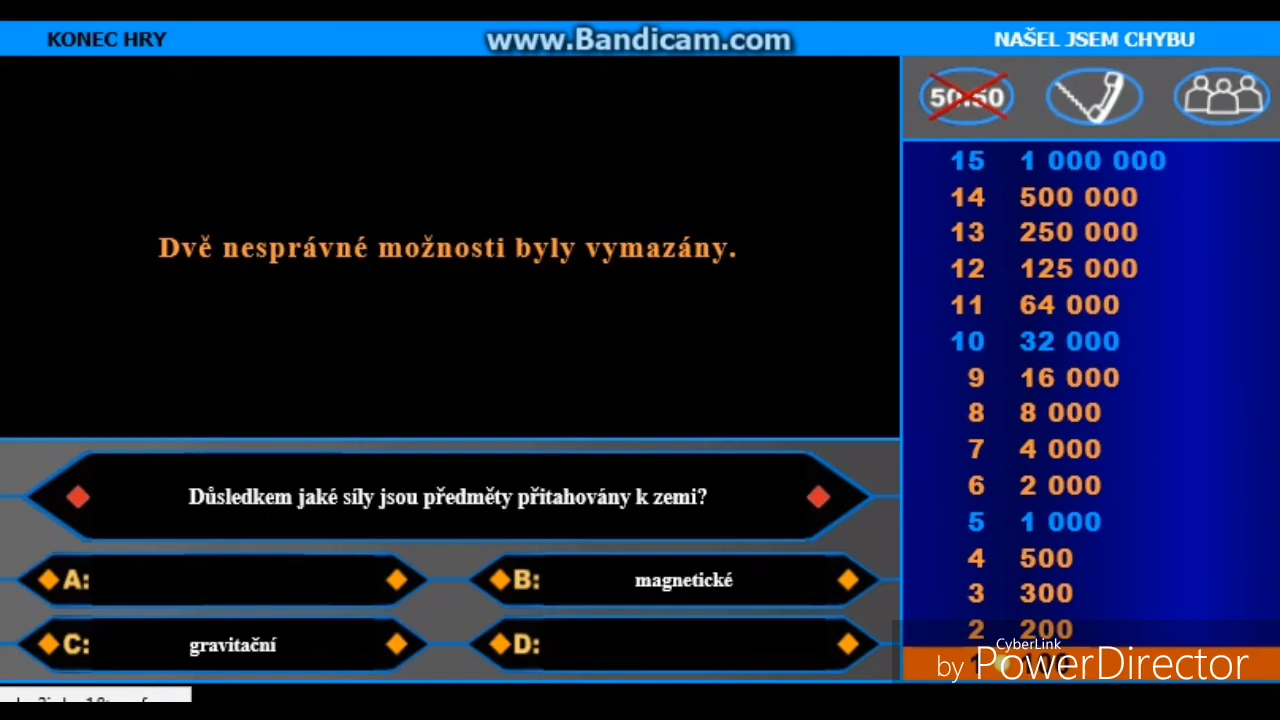 KONEC HRY
www.Bandicam.com
NAŠEL JSEM CHYBU
50:50
15 1 000 000
14 500 000
13 250 000
12 125 000
11 64 000
10 32 000
9 16 000
8 8 000
7 4 000
6 2 000
5 1 000
4 500
3 300
2 200
1 100
Dvě nesprávné možnosti byly vymazány.
Důsledkem jaké síly jsou předměty přitahovány k zemi?
A:
B: magnetické
C: gravitační
D:
CyberLink
by PowerDirector